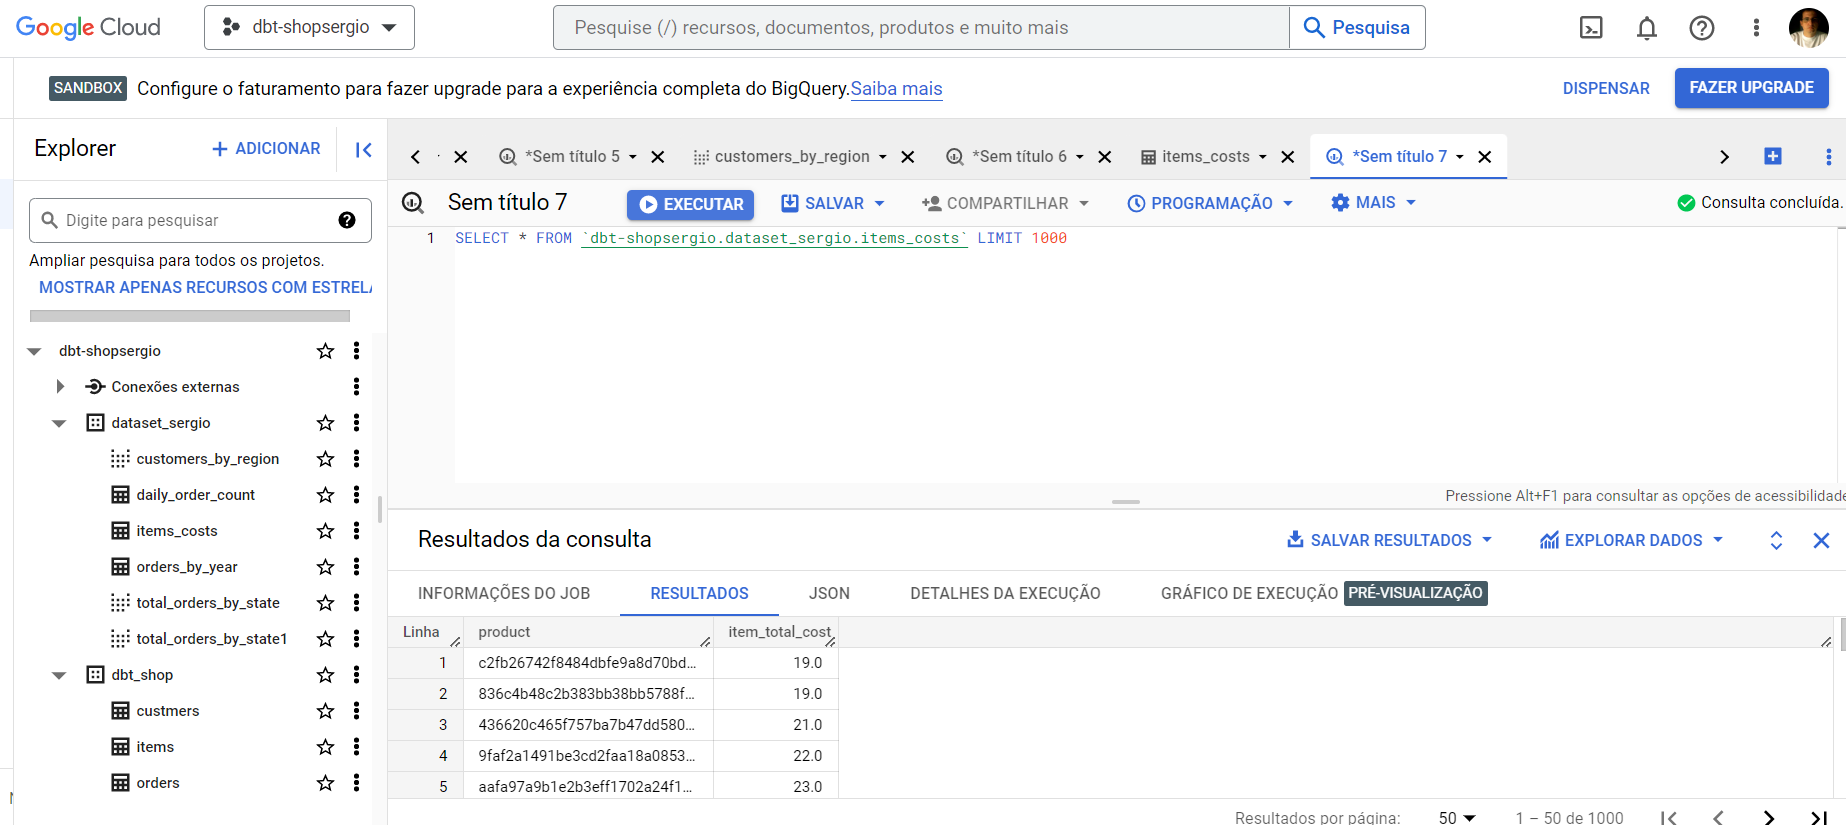 Google Cloud
dbt-shopsergio
Pesquise (/) recursos, documentos, produtos e muito mais
Pesquisa
SANDBOX
Configure o faturamento para fazer upgrade para a experiência completa do BigQuery.Saiba mais
DISPENSAR
FAZER UPGRADE
Explorer
ADICIONAR
*Sem título 5
customers_by_region
*Sem título 6
items_costs
*Sem título 7
Sem título 7
EXECUTAR
SALVAR
COMPARTILHAR
PROGRAMAÇÃO
MAIS
Consulta concluída.
Digite para pesquisar
Ampliar pesquisa para todos os projetos.
MOSTRAR APENAS RECURSOS COM ESTRELA
1 SELECT * FROM `dbt-shopsergio.dataset_sergio.items_costs` LIMIT 1000
dbt-shopsergio
Conexões externas
dataset_sergio
customers_by_region
daily_order_count
items_costs
orders_by_year
total_orders_by_state
total_orders_by_state1
dbt_shop
custmers
items
orders
Pressione Alt+F1 para consultar as opções de acessibilidade
Resultados da consulta
SALVAR RESULTADOS
EXPLORAR DADOS
INFORMAÇÕES DO JOB
RESULTADOS
JSON
DETALHES DA EXECUÇÃO
GRÁFICO DE EXECUÇÃO
PRÉ-VISUALIZAÇÃO
Linha product item_total_cost
1 c2fb26742f8484dbfe9a8d70bd... 19.0
2 836c4b48c2b383bb38bb5788f... 19.0
3 436620c465f757ba7b47dd580... 21.0
4 9faf2a1491be3cd2faa18a0853... 22.0
5 aafa97a9b1e2b3eff1702a24f1... 23.0
Resultados por página: 50 1 – 50 de 1000